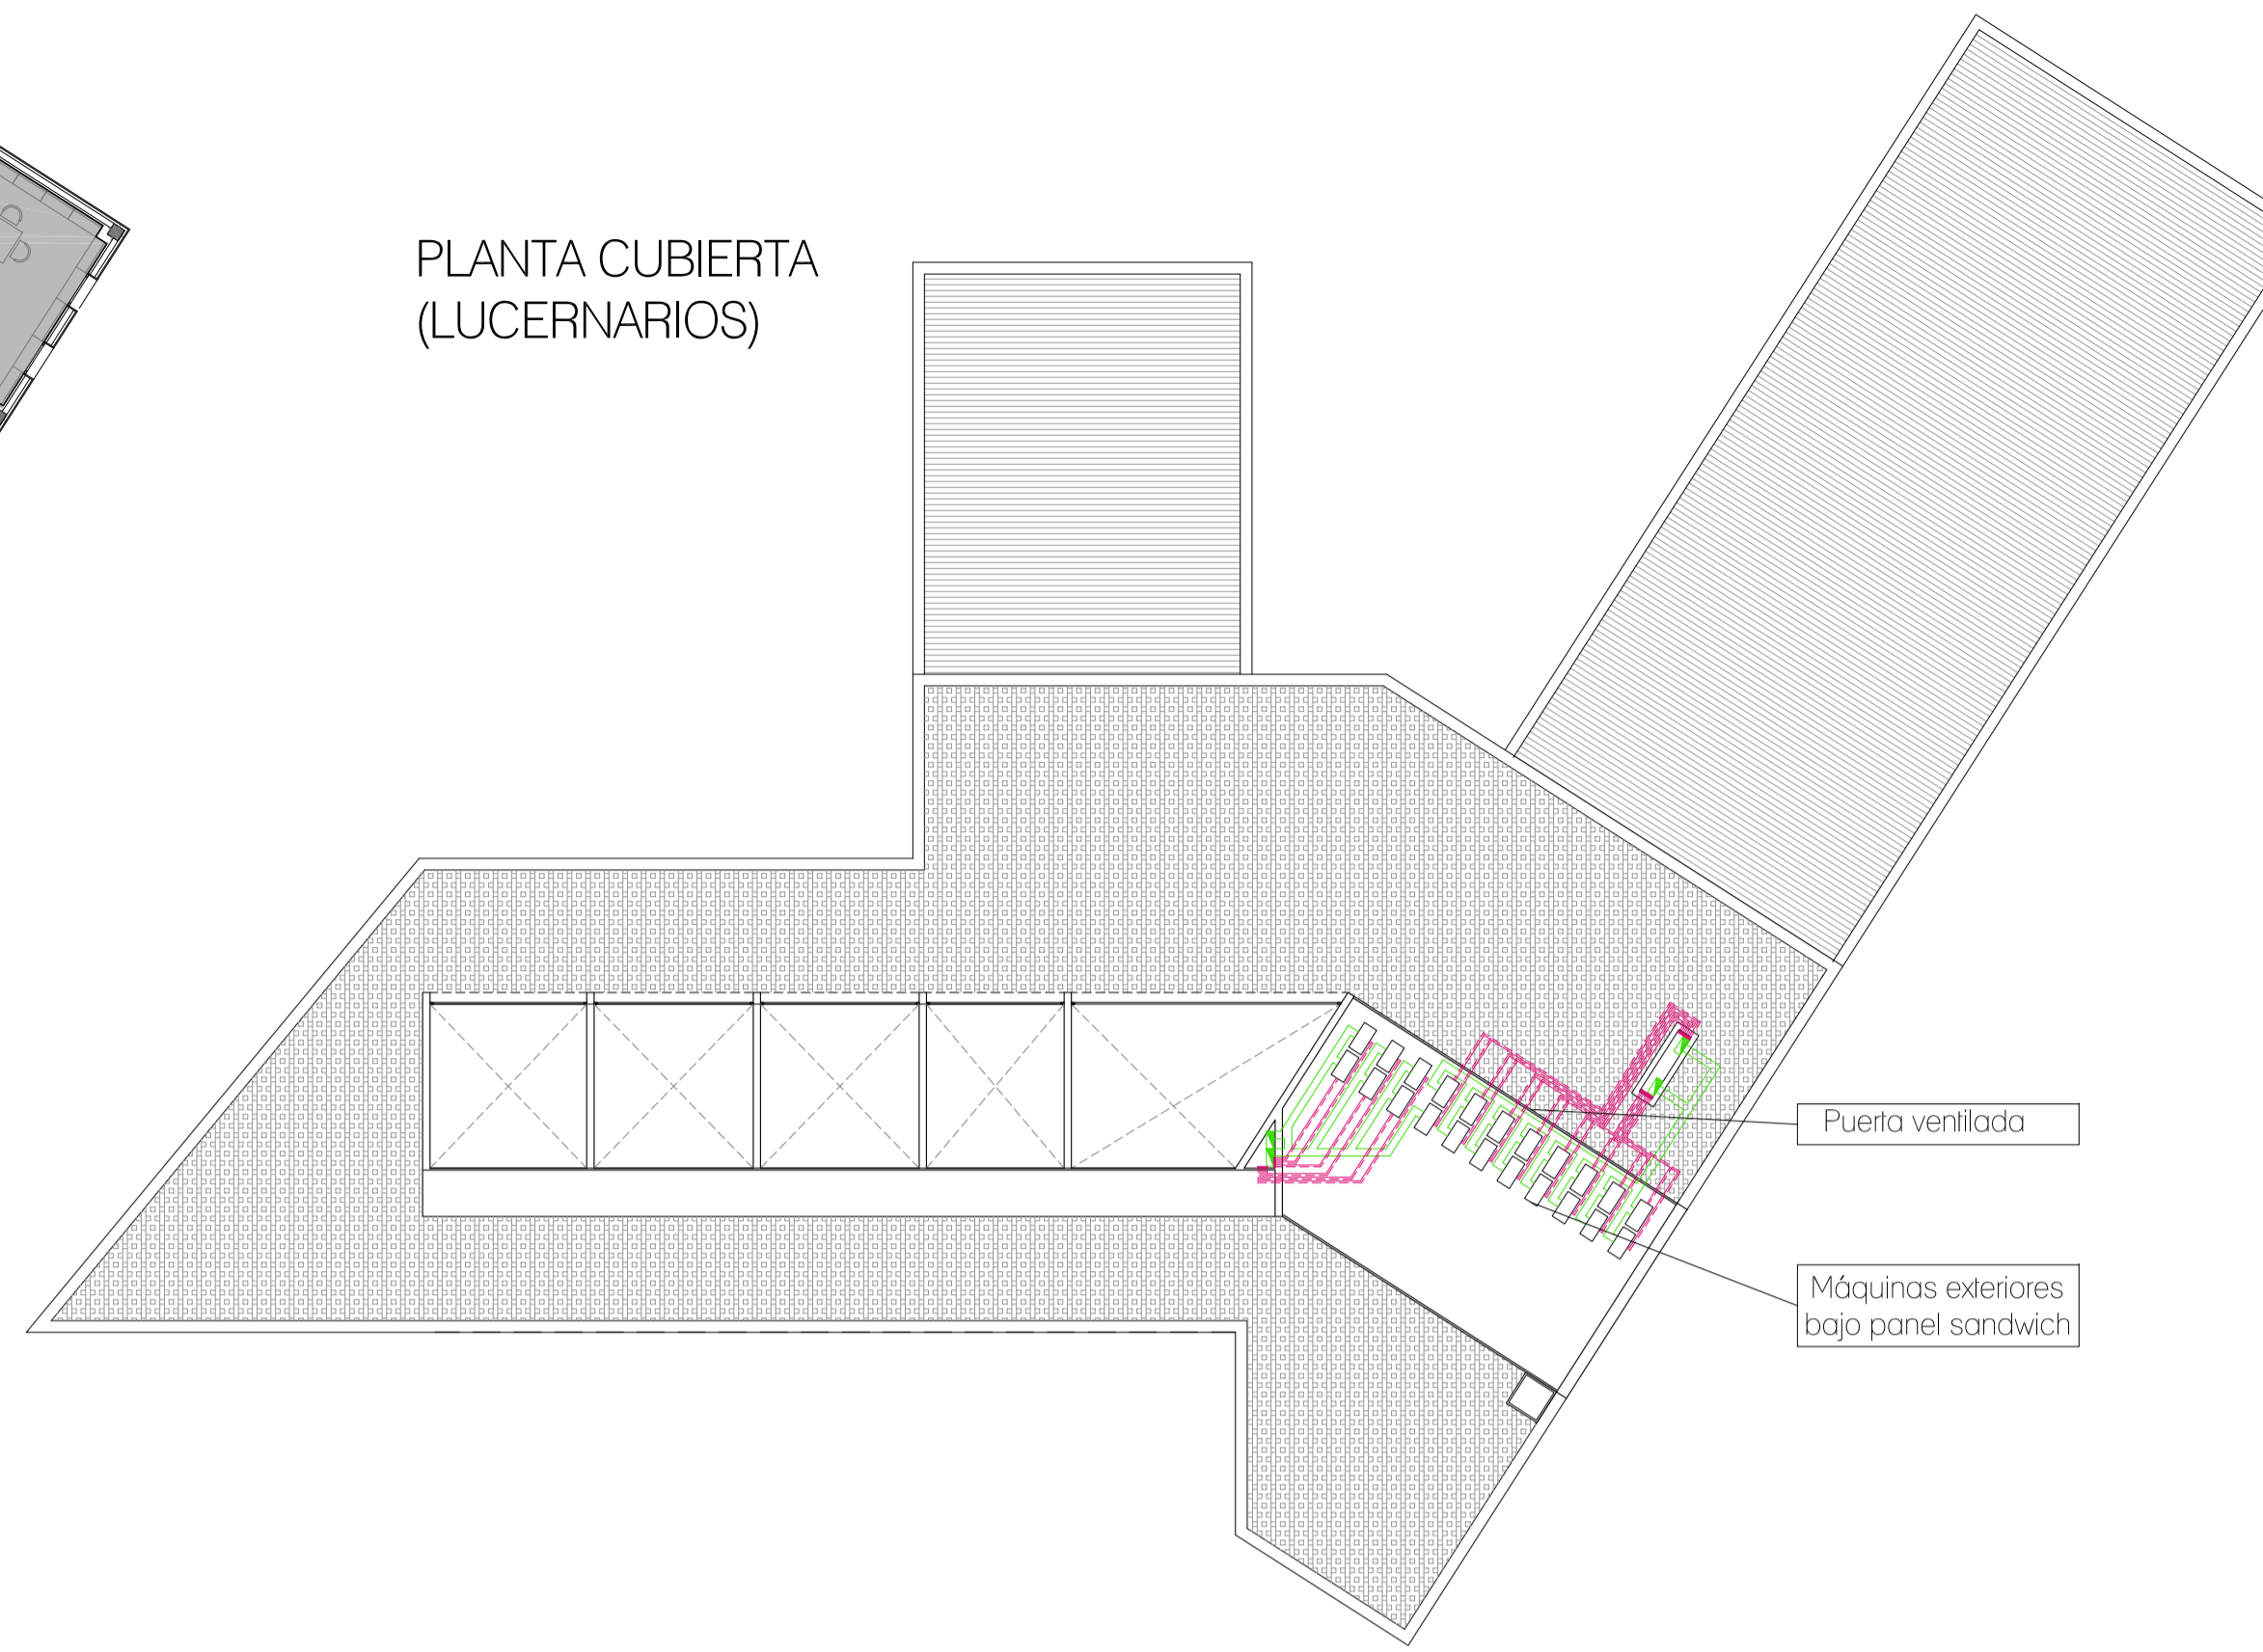 PLANTA CUBIERTA
(LUCERNARIOS)
Puerta ventilada
Máquinas exteriores
bajo panel sandwich